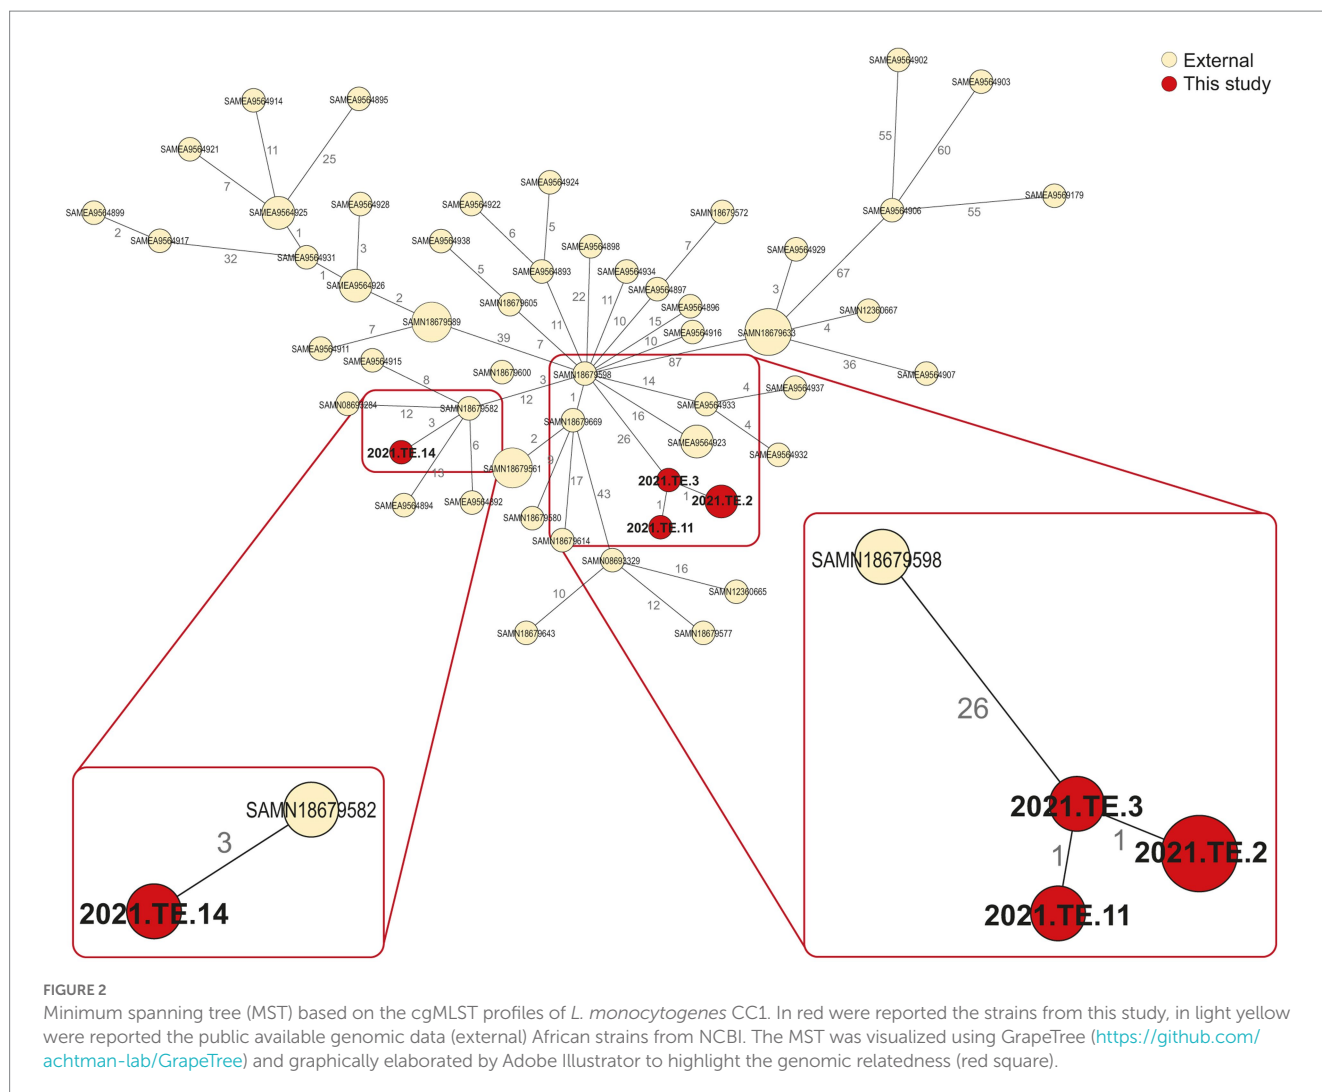 External
This study
SAMEA9564902
SAMEA9564903
SAMEA9564914
SAMEA9564895
11
25
55
60
SAMEA9564921
7
SAMEA9564924
SAMEA9569179
SAMEA9564899
SAMEA9564925
SAMEA9564928
SAMEA9564922
SAMN18679572
SAMEA9564906
55
2
SAMEA9564917
1
3
SAMEA9564938
6
5
SAMEA9564898
7
SAMEA9564929
32
SAMEA9564931
1
SAMEA9564926
5
SAMEA9564893
SAMEA9564934
67
2
SAMN18679605
22
11
SAMEA9564897
3
SAMN12360667
SAMN18679589
11
10
15
SAMEA9564896
SAMEA9564916
SAMN18679633
4
7
39
7
10
SAMEA9564911
SAMEA9564915
SAMN18679600
SAMN18679598
87
36
SAMEA9564907
8
3
14
4
SAMEA9564937
SAMN08693284
12
SAMN18679582
12
1
SAMEA9564933
3
SAMN18679669
16
4
2021.TE.14
6
2
26
SAMEA9564923
SAMEA9564932
13
SAMN18679561
9
2021.TE.3
17
43
1
1
2021.TE.2
SAMEA9564894
SAMEA9564892
SAMN18679580
2021.TE.11
SAMN18679614
SAMN08693329
16
SAMN12360665
10
12
SAMN18679643
SAMN18679577
SAMN18679598
26
2021.TE.3
1
1
2021.TE.2
2021.TE.11
SAMN18679582
3
2021.TE.14
FIGURE 2
Minimum spanning tree (MST) based on the cgMLST profiles of L. monocytogenes CC1. In red were reported the strains from this study, in light yellow
were reported the public available genomic data (external) African strains from NCBI. The MST was visualized using GrapeTree (https://github.com/
achtman-lab/GrapeTree) and graphically elaborated by Adobe Illustrator to highlight the genomic relatedness (red square).